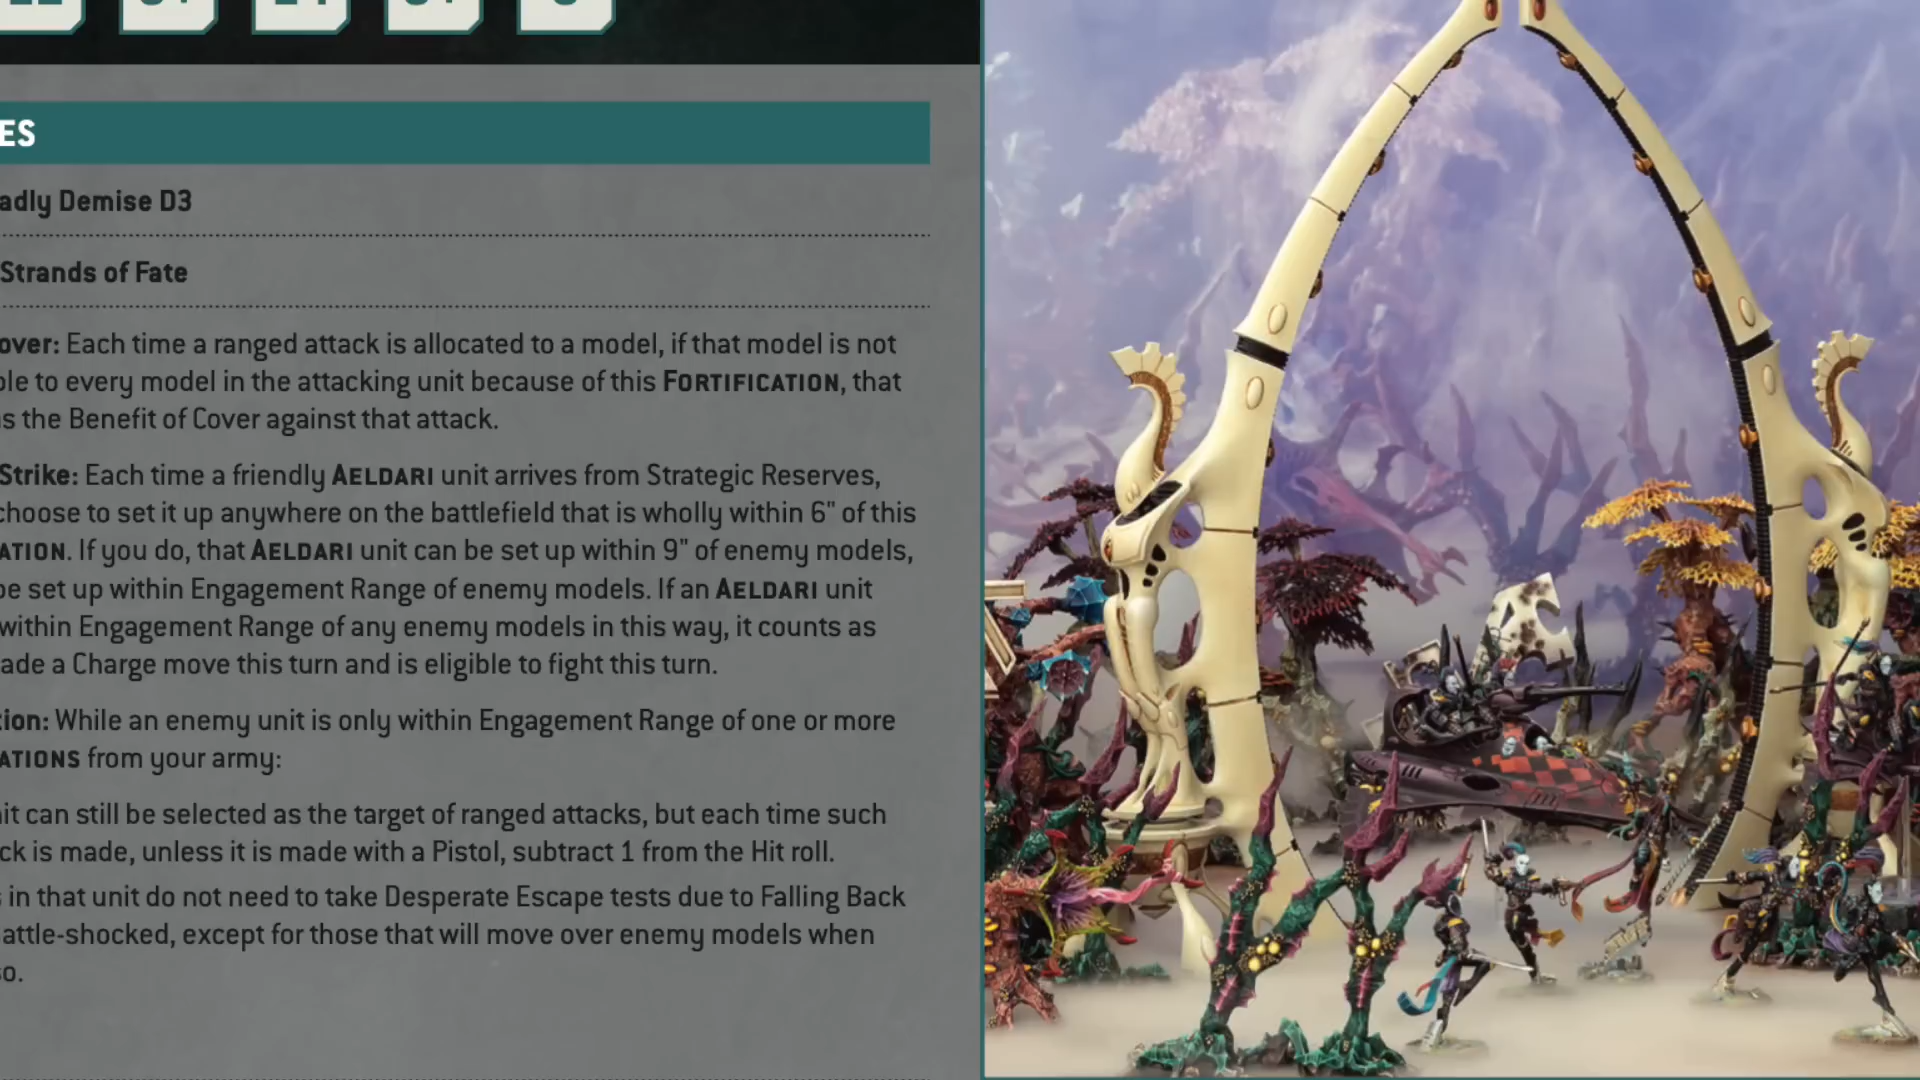 ES
adly Demise D3
Strands of Fate
over: Each time a ranged attack is allocated to a model, if that model is not
ble to every model in the attacking unit because of this FORTIFICATION, that
s the Benefit of Cover against that attack.
Strike: Each time a friendly AELDARI unit arrives from Strategic Reserves,
choose to set it up anywhere on the battlefield that is wholly within 6" of this
ATION. If you do, that AELDARI unit can be set up within 9" of enemy models,
be set up within Engagement Range of enemy models. If an AELDARI unit
within Engagement Range of any enemy models in this way, it counts as
ade a Charge move this turn and is eligible to fight this turn.
ion: While an enemy unit is only within Engagement Range of one or more
ATIONS from your army:
it can still be selected as the target of ranged attacks, but each time such
ck is made, unless it is made with a Pistol, subtract 1 from the Hit roll.
s in that unit do not need to take Desperate Escape tests due to Falling Back
attle-shocked, except for those that will move over enemy models when
so.